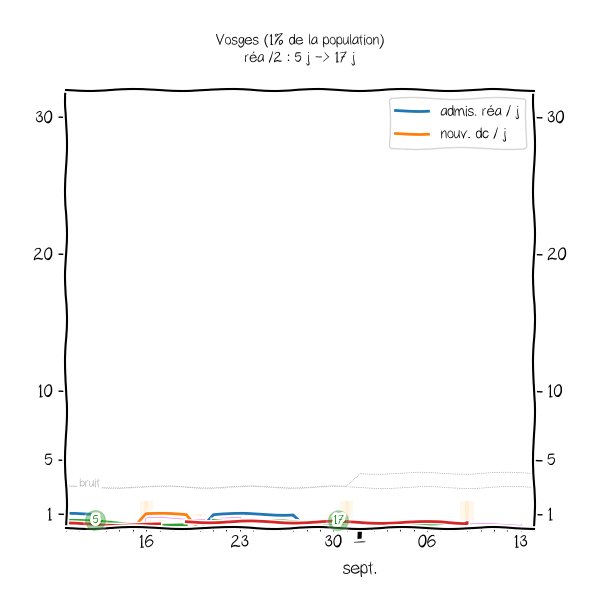 Vosges (1% de la population)
réa /2 : 5 j -> 17 j
admis. réa / j
nouv. dc / j
30 30
20 20
10 10
5 5
bruit
1 5 17 1
16 23 30 06 13
sept.